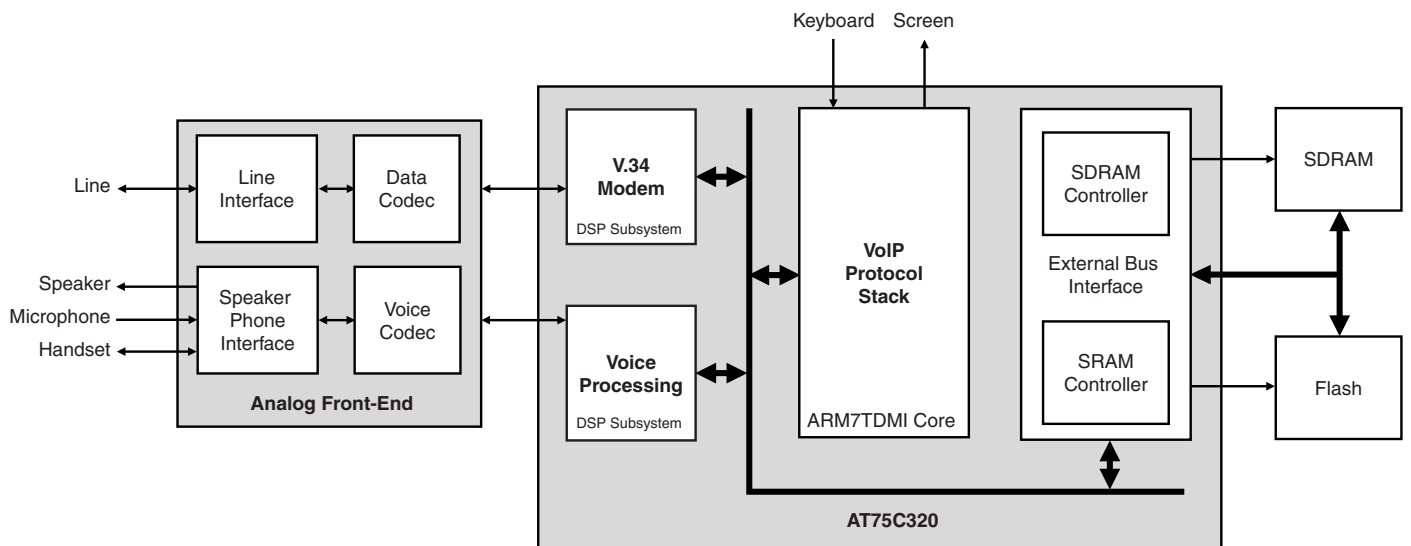 Keyboard
Screen
Line
Speaker
Microphone
Handset
Line
Interface
Data
Codec
Speaker
Phone
Interface
Voice
Codec
Analog Front-End
V.34
Modem
DSP Subsystem
Voice
Processing
DSP Subsystem
VoIP
Protocol
Stack
ARM7TDMI Core
SDRAM
Controller
External Bus
Interface
SRAM
Controller
AT75C320
SDRAM
Flash